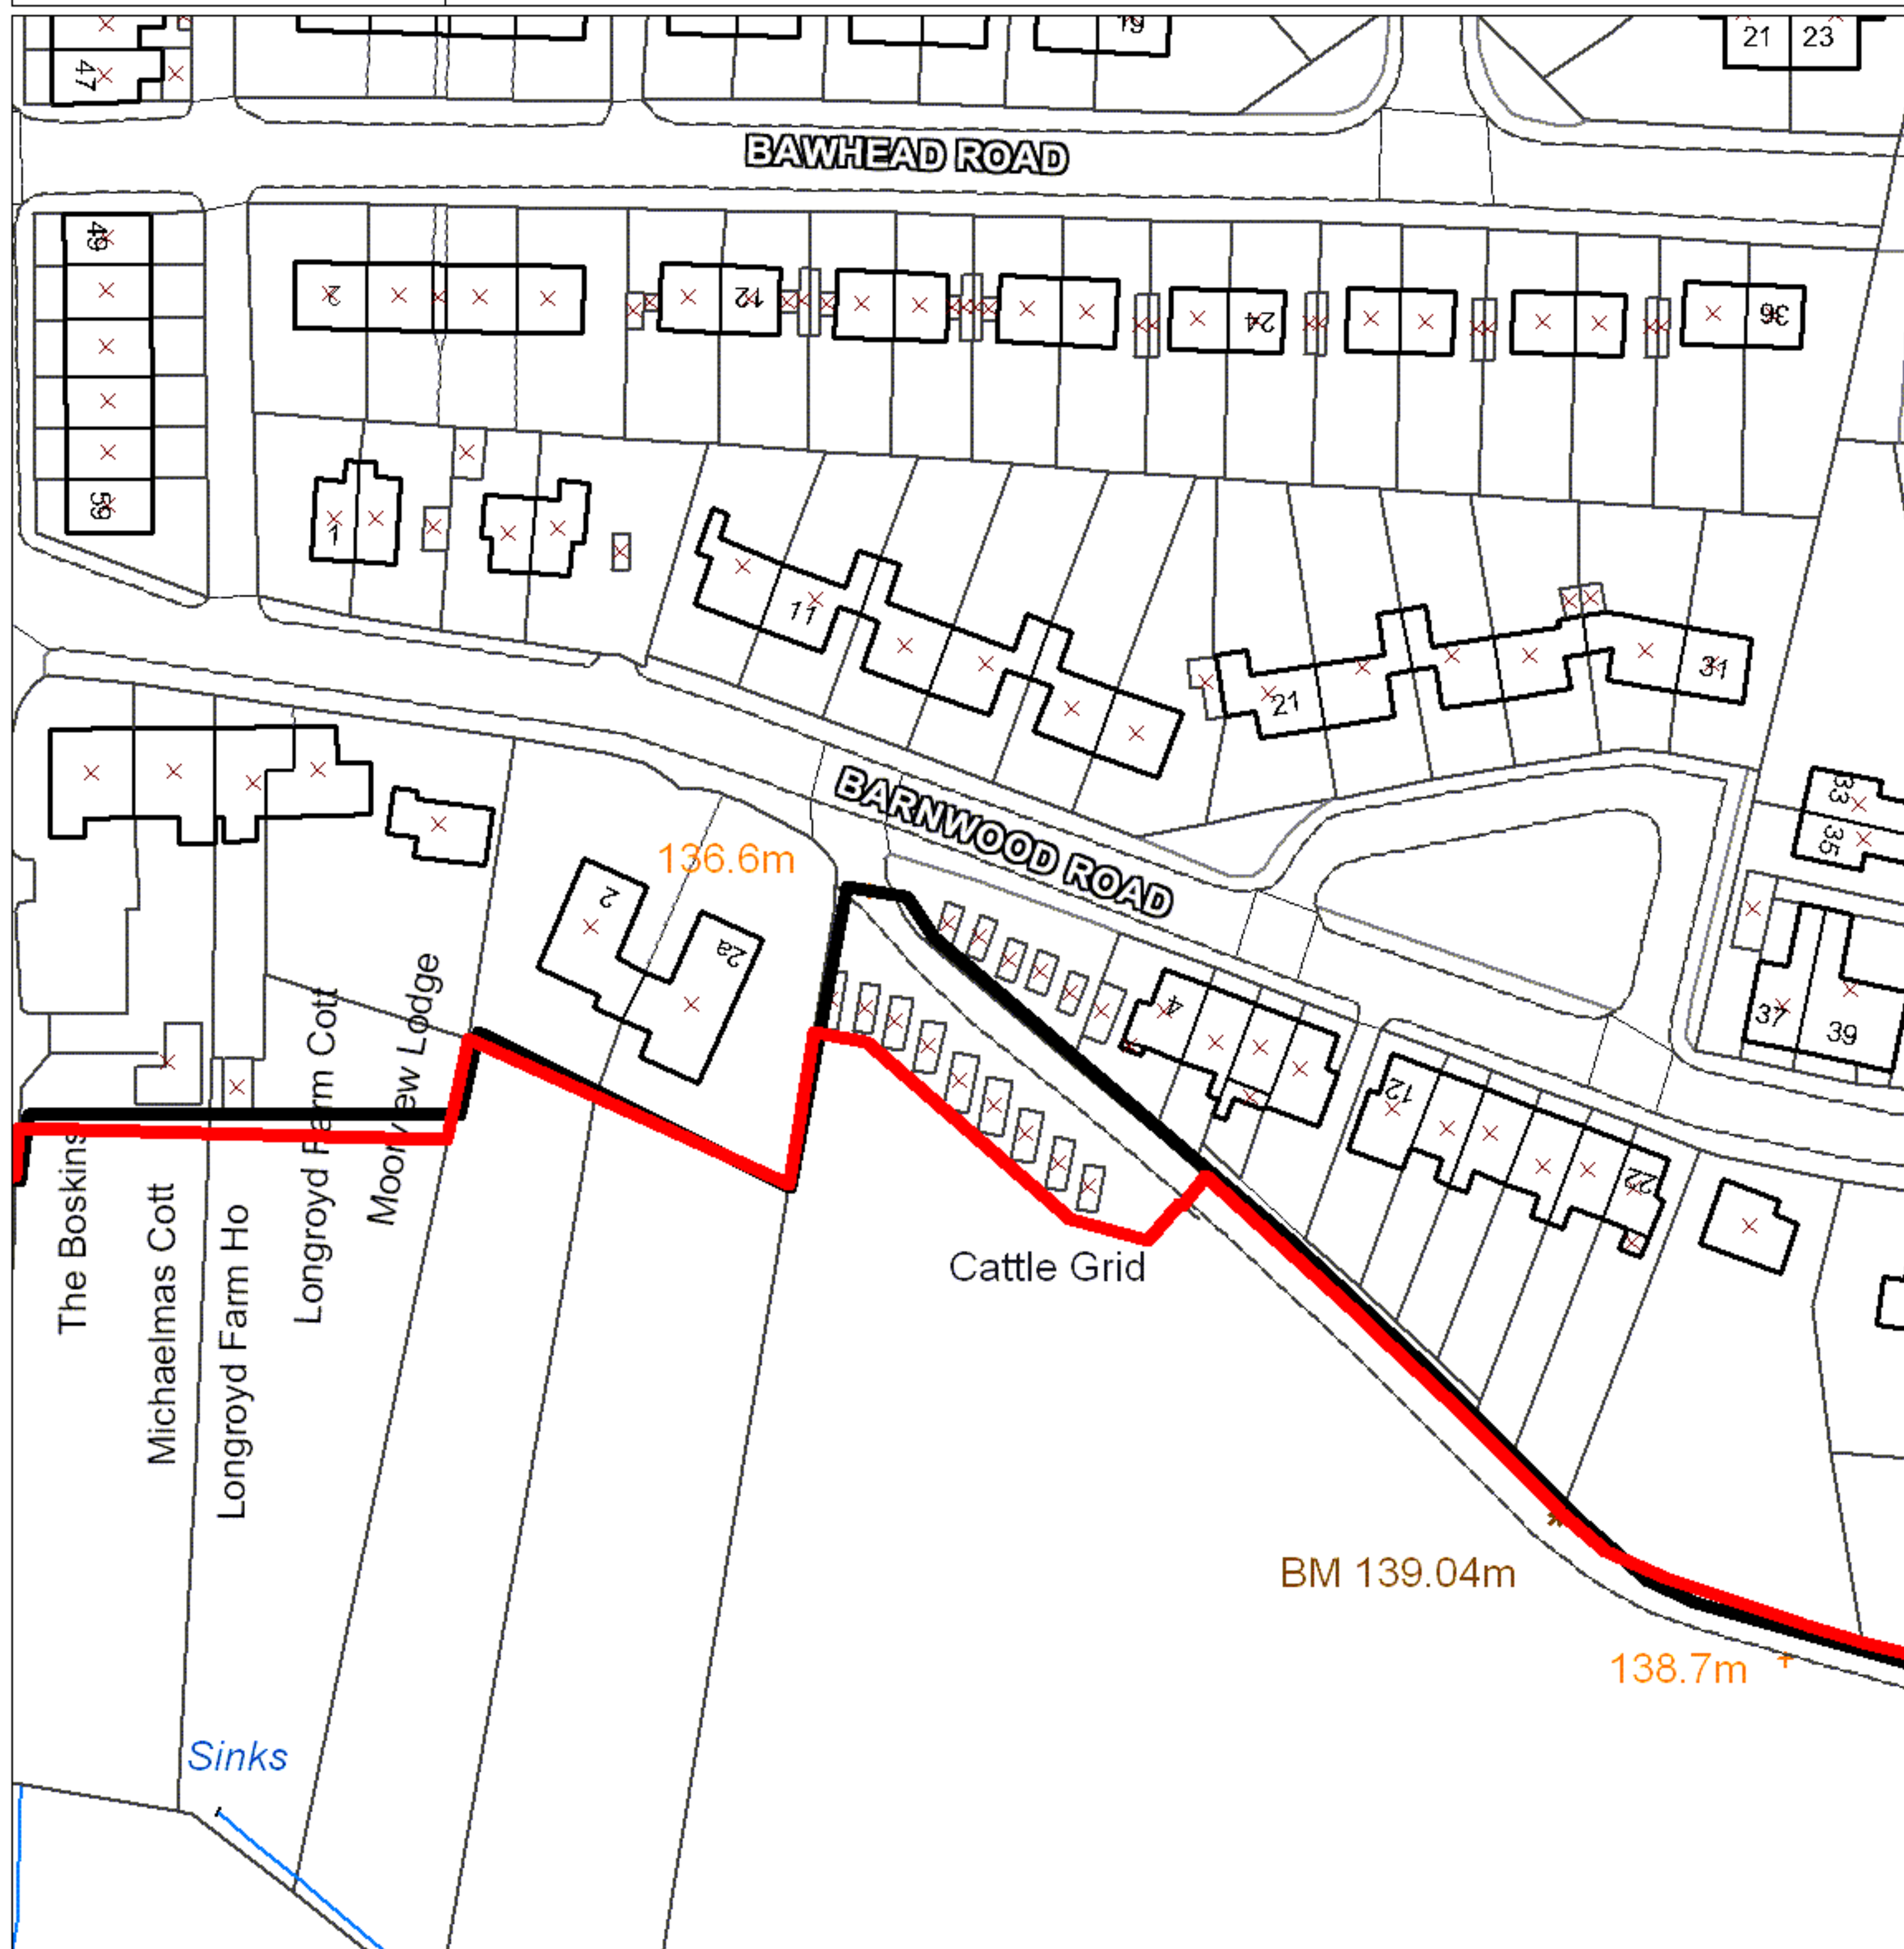 19
21 23
47
BAWHEAD ROAD
49
2
12
24
36
59
1
11
21
31
33
35
BARNWOOD ROAD
136.6m
2
2a
4
37
39
12
22
The Boskins
Michaelmas Cott
Longroyd Farm Ho
Longroyd Farm Cott
Moorview Lodge
Cattle Grid
BM 139.04m
138.7m
Sinks